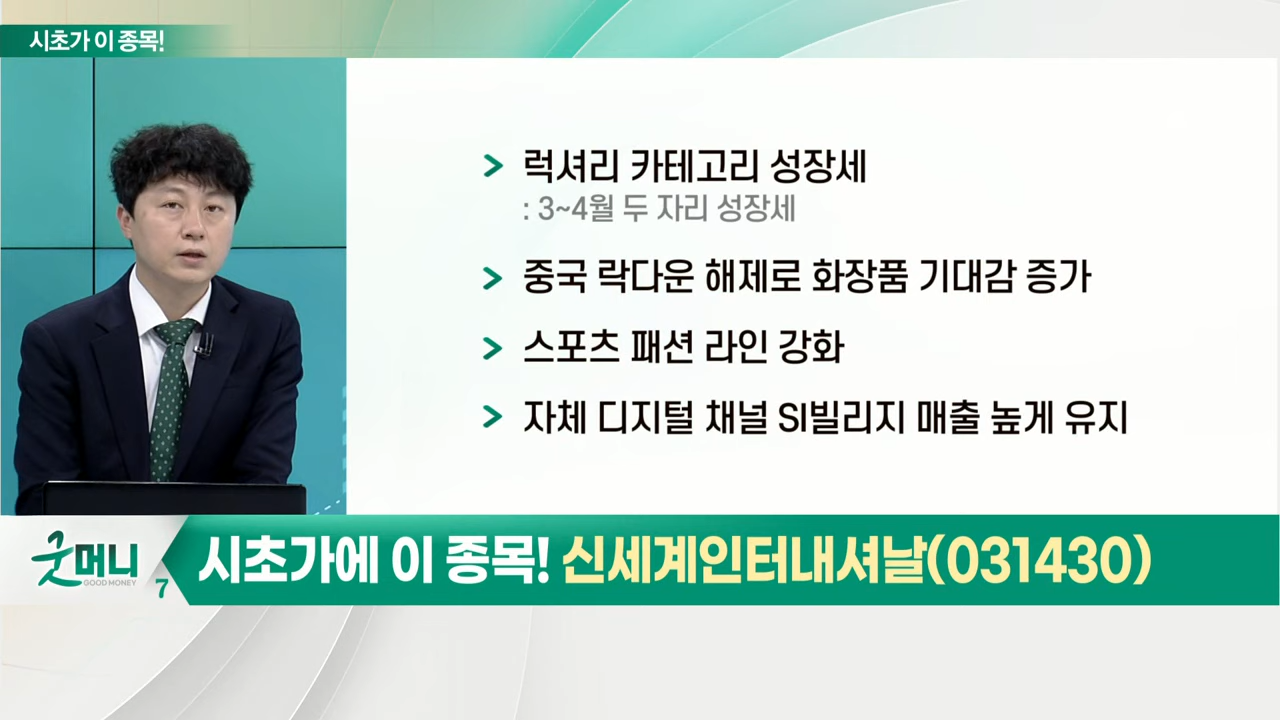 시초가 이 종목!
> 럭셔리 카테고리 성장세
: 3~4월 두 자리 성장세
> 중국 락다운 해제로 화장품 기대감 증가
> 스포츠 패션 라인 강화
> 자체 디지털 채널 SI빌리지 매출 높게 유지
굿머니
GOOD MONEY
7
시초가에 이 종목! 신세계인터내셔날(031430)